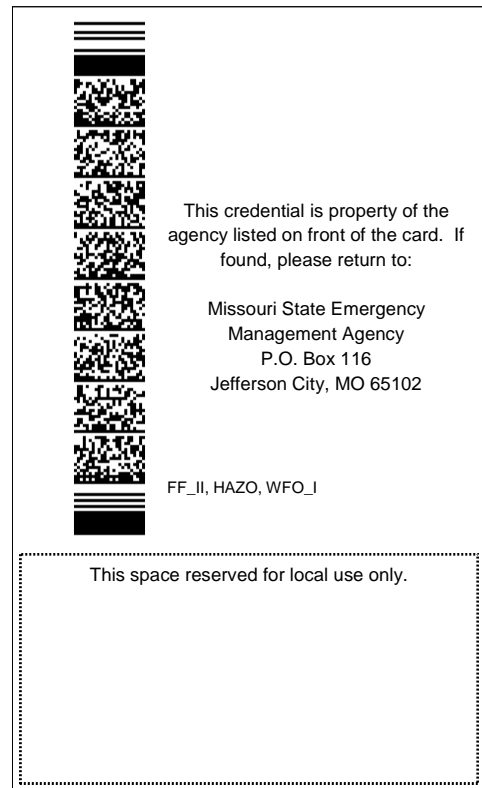 This credential is property of the
agency listed on front of the card.  If
found, please return to:
Missouri State Emergency
Management Agency
P.O. Box 116
Jefferson City, MO 65102
FF_II, HAZO, WFO_I
This space reserved for local use only.